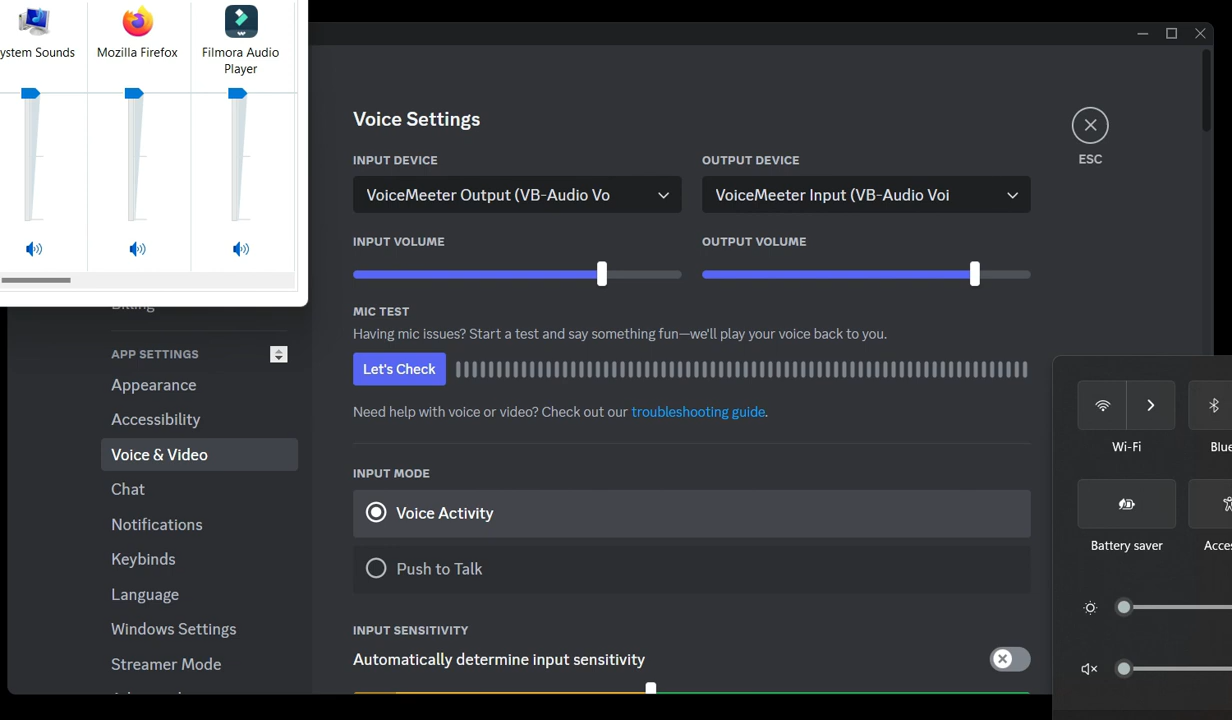 ystem Sounds
Mozilla Firefox
Filmora Audio
Player
Voice Settings
ESC
INPUT DEVICE
OUTPUT DEVICE
VoiceMeeter Output (VB-Audio Vo
VoiceMeeter Input (VB-Audio Voi
INPUT VOLUME
OUTPUT VOLUME
MIC TEST
Having mic issues? Start a test and say something fun—we'll play your voice back to you.
Let's Check
Need help with voice or video? Check out our troubleshooting guide.
INPUT MODE
Voice Activity
Push to Talk
INPUT SENSITIVITY
Automatically determine input sensitivity
Billing
APP SETTINGS
Appearance
Accessibility
Voice & Video
Chat
Notifications
Keybinds
Language
Windows Settings
Streamer Mode
Wi-Fi
Blue
Battery saver
Acce